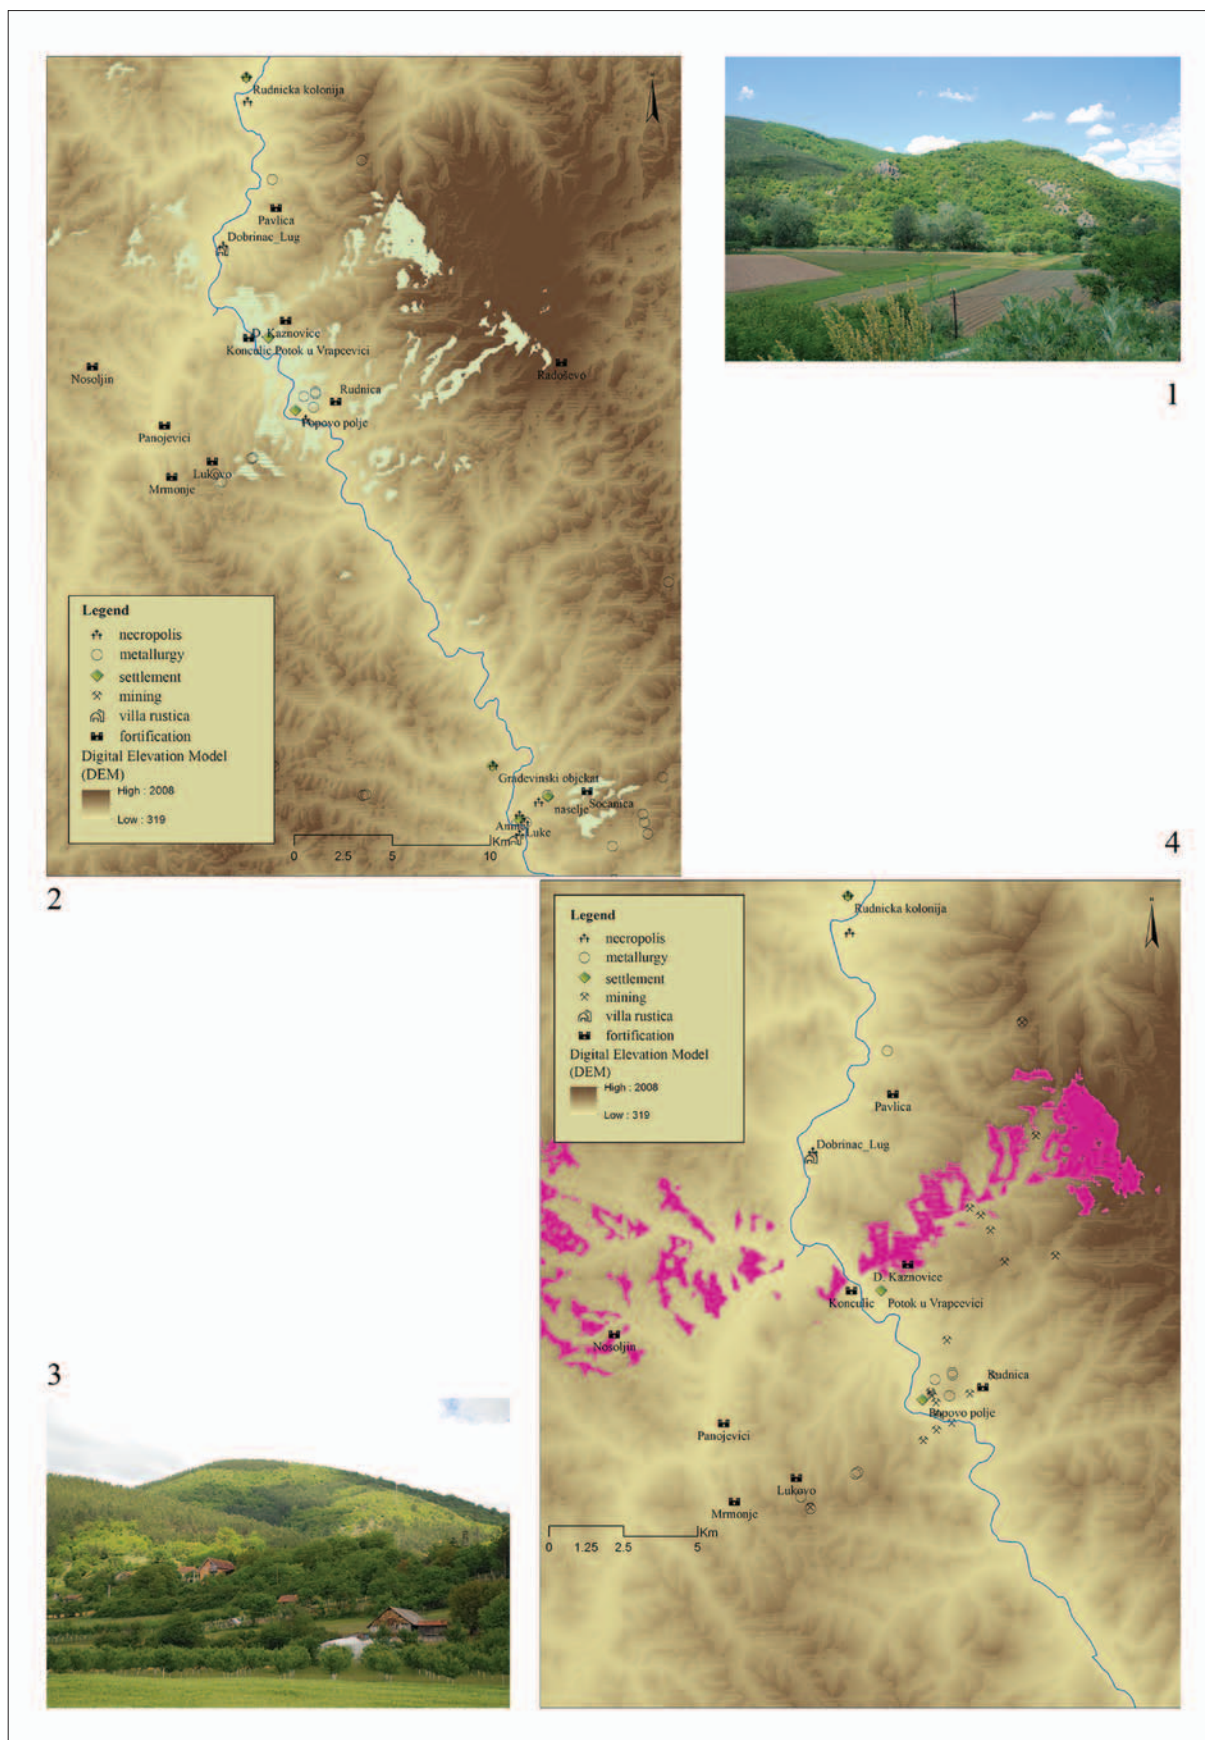 Rudnicka kolonija
Pavlica
Dobrinac_Lug
D. Kaznovice
Konculic Potok u Vrapcevici
Nosoljin
Radoševo
Rudnica
Popovo polje
Panojevici
Lukovo
Mrmonje
Legend
necropolis
metallurgy
settlement
mining
villa rustica
fortification
Digital Elevation Model
(DEM)
High : 2008
Low : 319
Gradevinski objekat
Socanica
naselje
Luke
Km
0 2.5 5 10
1
2
4
Legend
necropolis
metallurgy
settlement
mining
villa rustica
fortification
Digital Elevation Model
(DEM)
High : 2008
Low : 319
Rudnicka kolonija
Pavlica
Dobrinac_Lug
D. Kaznovice
Konculic Potok u Vrapcevici
Nosoljin
Rudnica
Popovo polje
Panojevici
Lukovo
Mrmonje
Km
0 1.25 2.5 5
3